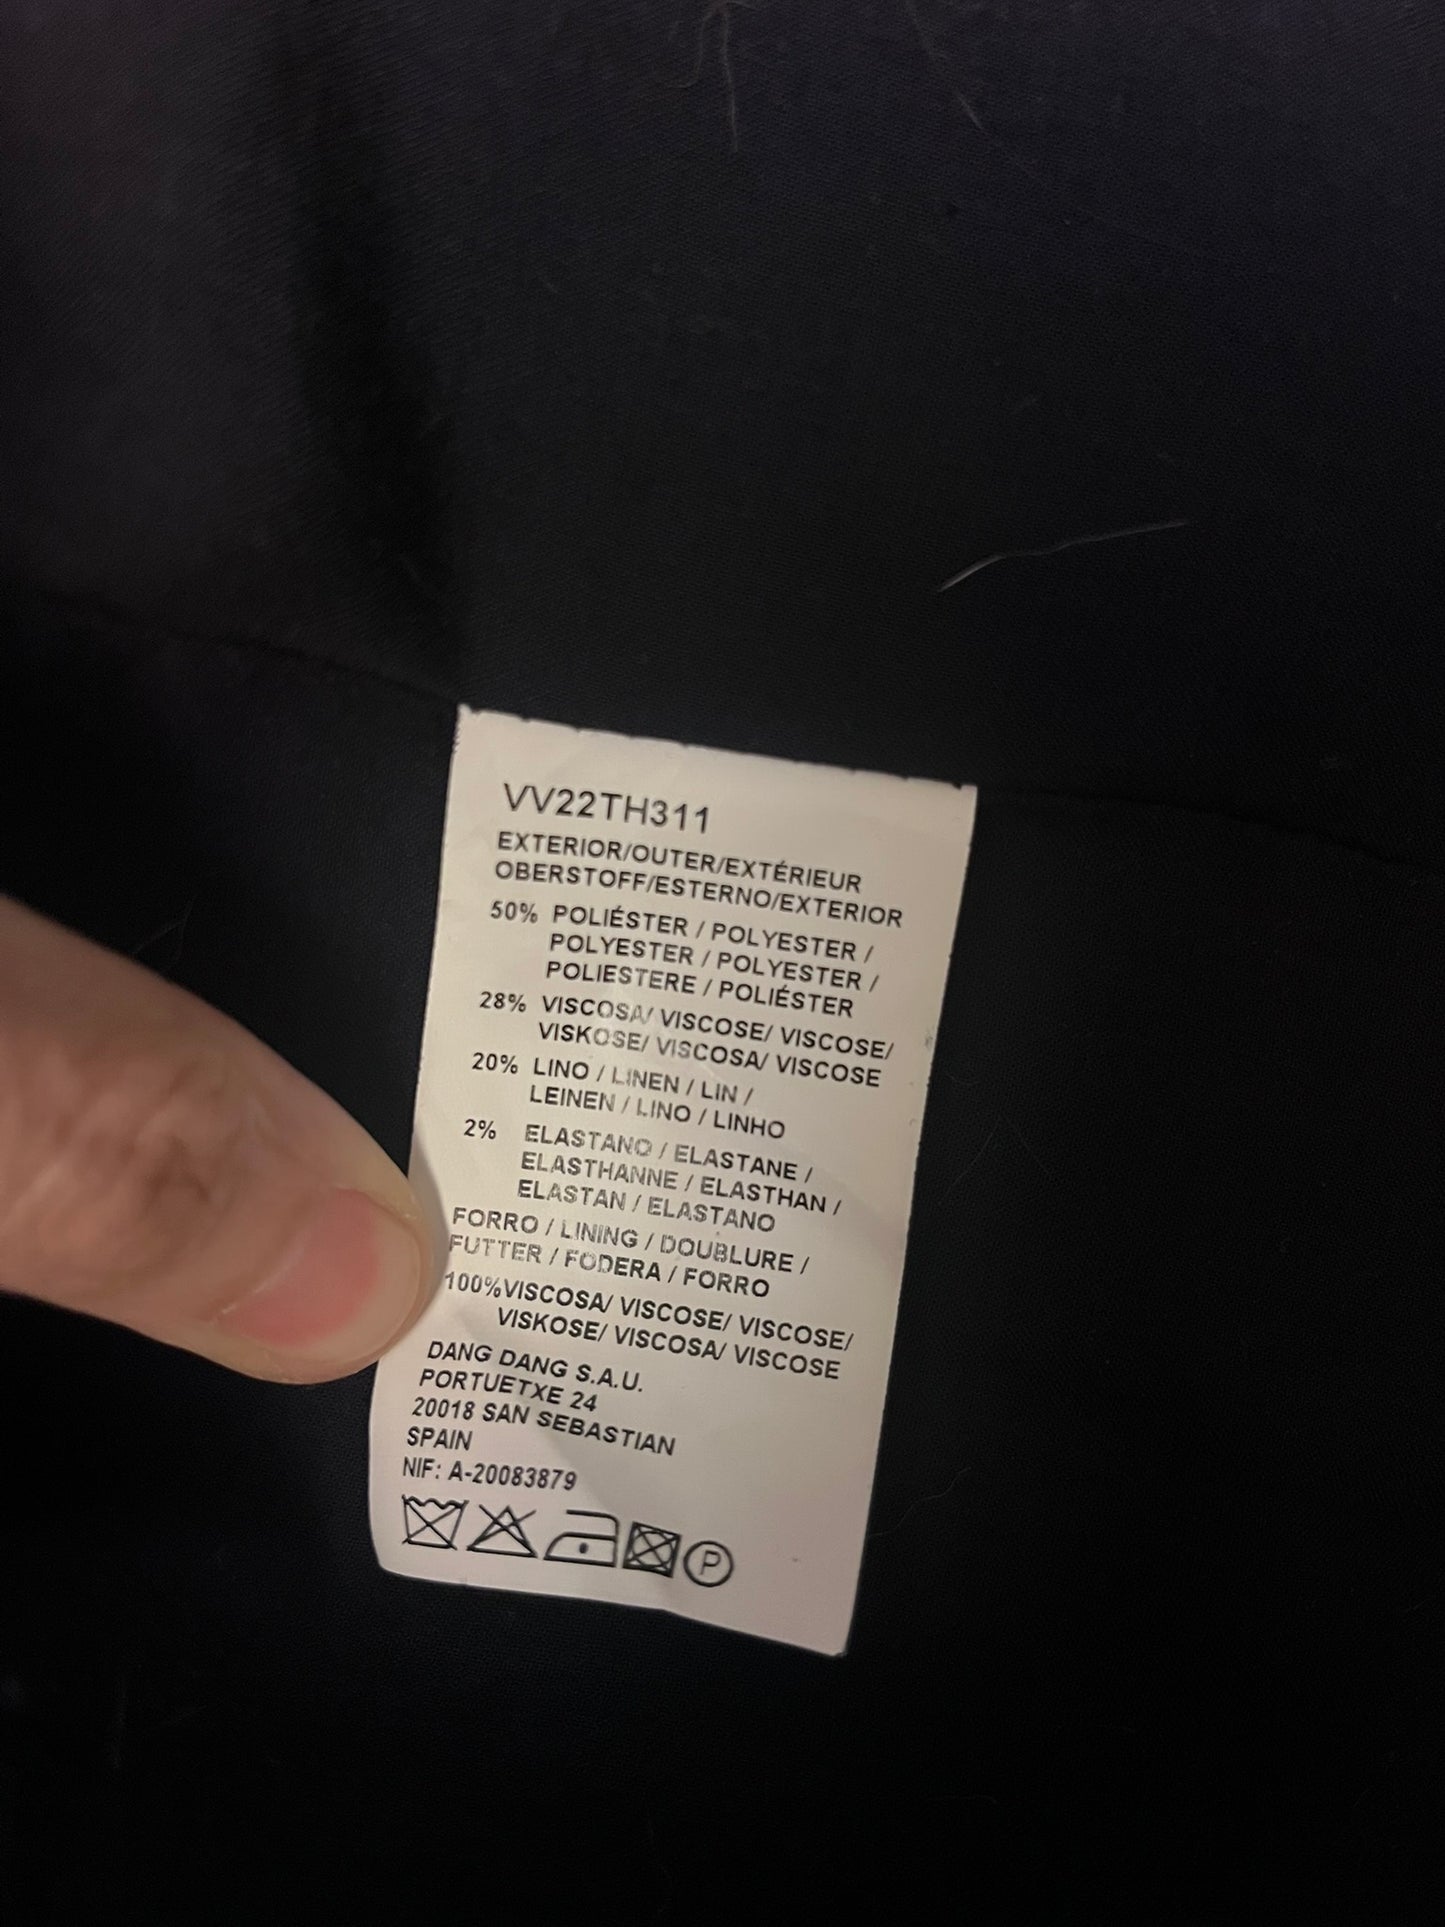 VV22TH311
EXTERIOR/OUTER/EXTÉRIEUR
OBERSTOFF/ESTERNO/EXTERIOR
50% POLIÉSTER / POLYESTER /
POLYESTER / POLYESTER /
POLIESTERE / POLIÉSTER
28% VISCOSA/ VISCOSE/ VISCOSE/
VISKOSE/ VISCOSA/ VISCOSE
20% LINO / LINEN / LIN /
LEINEN / LINO / LINHO
2% ELASTANO / ELASTANE /
ELASTHANNE / ELASTHAN /
ELASTAN / ELASTANO
FORRO / LINING / DOUBLURE /
FUTTER / FODERA / FORRO
100%VISCOSA/ VISCOSE/ VISCOSE/
VISKOSE/ VISCOSA/ VISCOSE
DANG DANG S.A.U.
PORTUETXE 24
20018 SAN SEBASTIAN
SPAIN
NIF: A-20083879
P